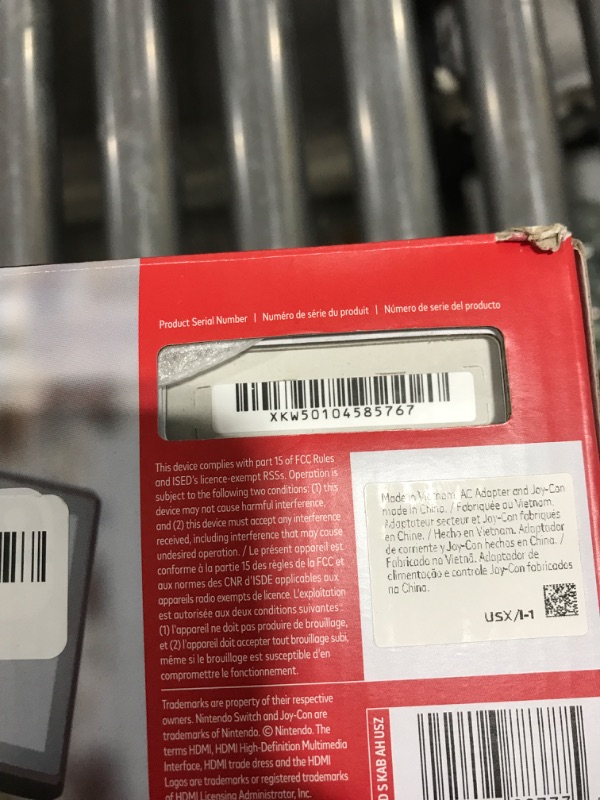 Product Serial Number | Numéro de série du produit | Número de serie del producto
XKW50104585767
This device complies with part 15 of FCC Rules
and ISED's licence-exempt RSSs. Operation is
subject to the following two conditions: (1) this
device may not cause harmful interference,
and (2) this device must accept any interference
received, including interference that may cause
undesired operation. / Le présent appareil est
conforme à la partie 15 des règles de la FCC et
aux normes des CNR d'ISDE applicables aux
appareils radio exempts de licence. L'exploitation
est autorisée aux deux conditions suivantes :
(1) l'appareil ne doit pas produire de brouillage,
et (2) l'appareil doit accepter tout brouillage subi,
même si le brouillage est susceptible d'en
compromettre le fonctionnement.
Made in Vietnam, AC Adapter and Joy-Con
made in China. / Fabriquée au Vietnam.
Adaptateur secteur et Joy-Con fabriqués
en Chine. / Hecho en Vietnam. Adaptador
de corriente y Joy-Con hechos en China. /
Fabricado no Vietnã. Adaptador de
alimentação e controle Joy-Con fabricados
na China.
USX/I-1
Trademarks are property of their respective
owners. Nintendo Switch and Joy-Con are
trademarks of Nintendo. © Nintendo. The
terms HDMI, HDMI High-Definition Multimedia
Interface, HDMI trade dress and the HDMI
Logos are trademarks or registered trademarks
of HDMI Licensing Administrator, Inc.
D S KAB AH USZ